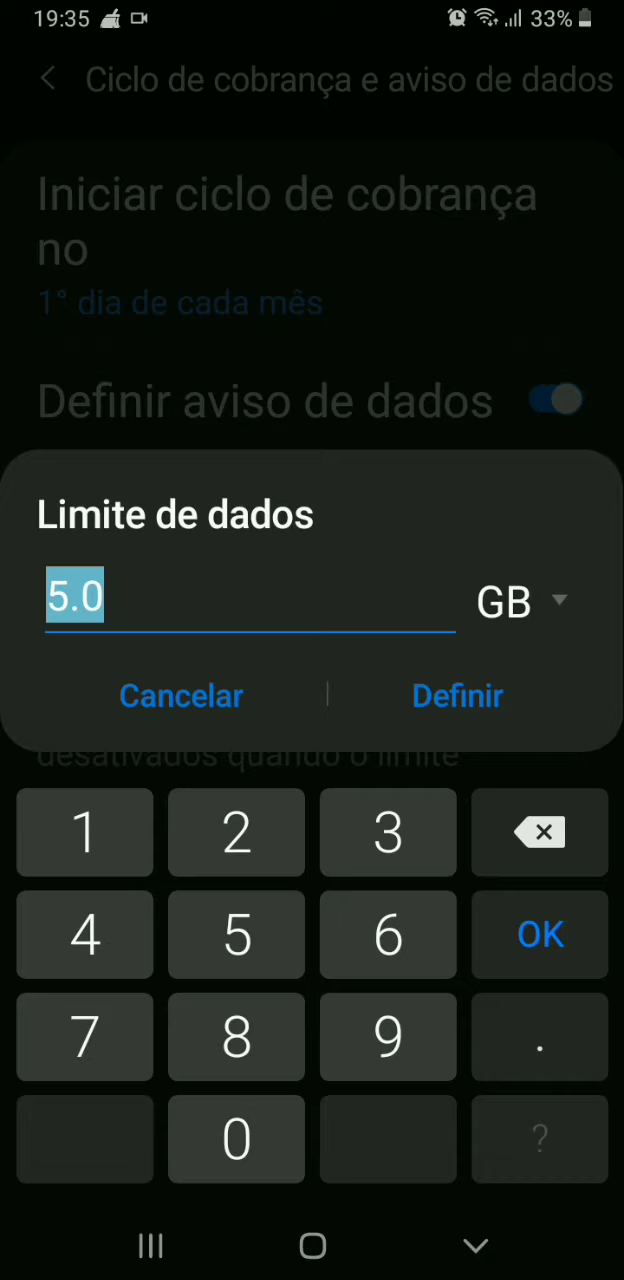 19:35
33%
Ciclo de cobrança e aviso de dados
Iniciar ciclo de cobrança
no
1° dia de cada mês
Definir aviso de dados
Limite de dados
5.0
GB
Cancelar
Definir
desativados quando o limite
1 2 3
4 5 6 OK
7 8 9 .
0 ?